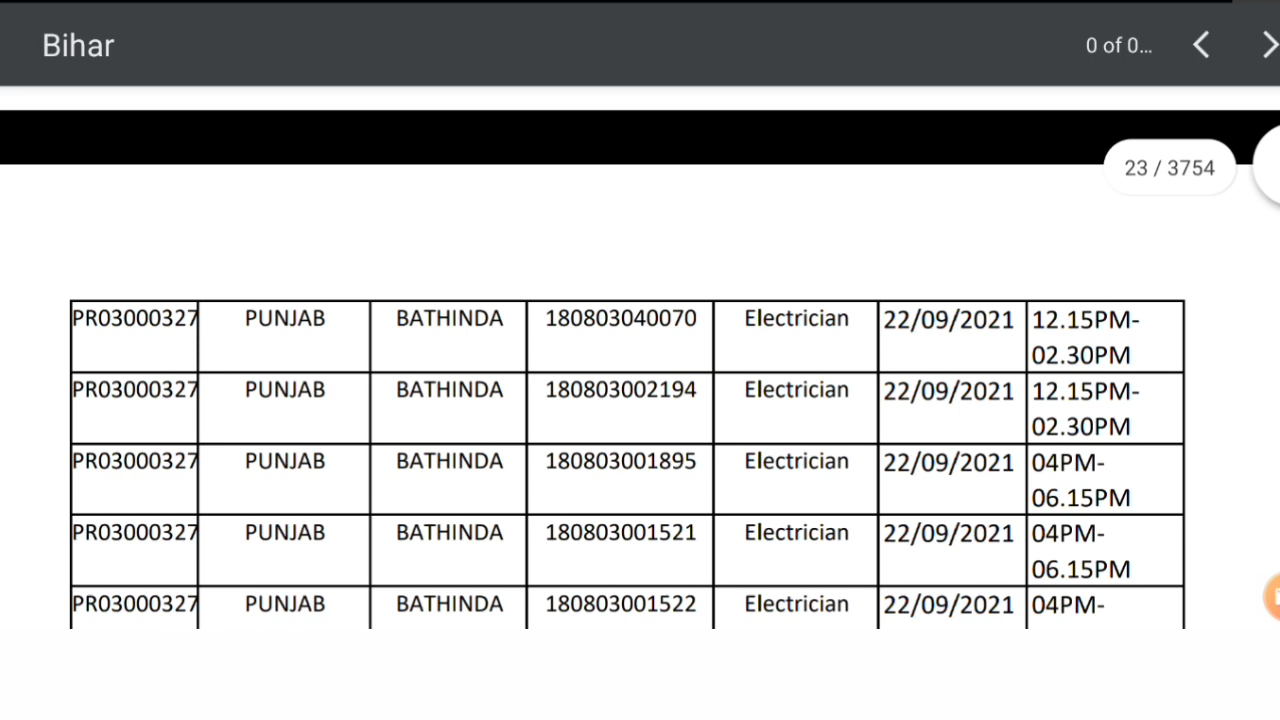 Bihar 0 of 0...
23 / 3754
PR03000327 PUNJAB BATHINDA 180803040070 Electrician 22/09/2021 12.15PM-
02.30PM
PR03000327 PUNJAB BATHINDA 180803002194 Electrician 22/09/2021 12.15PM-
02.30PM
PR03000327 PUNJAB BATHINDA 180803001895 Electrician 22/09/2021 04PM-
06.15PM
PR03000327 PUNJAB BATHINDA 180803001521 Electrician 22/09/2021 04PM-
06.15PM
PR03000327 PUNJAB BATHINDA 180803001522 Electrician 22/09/2021 04PM-